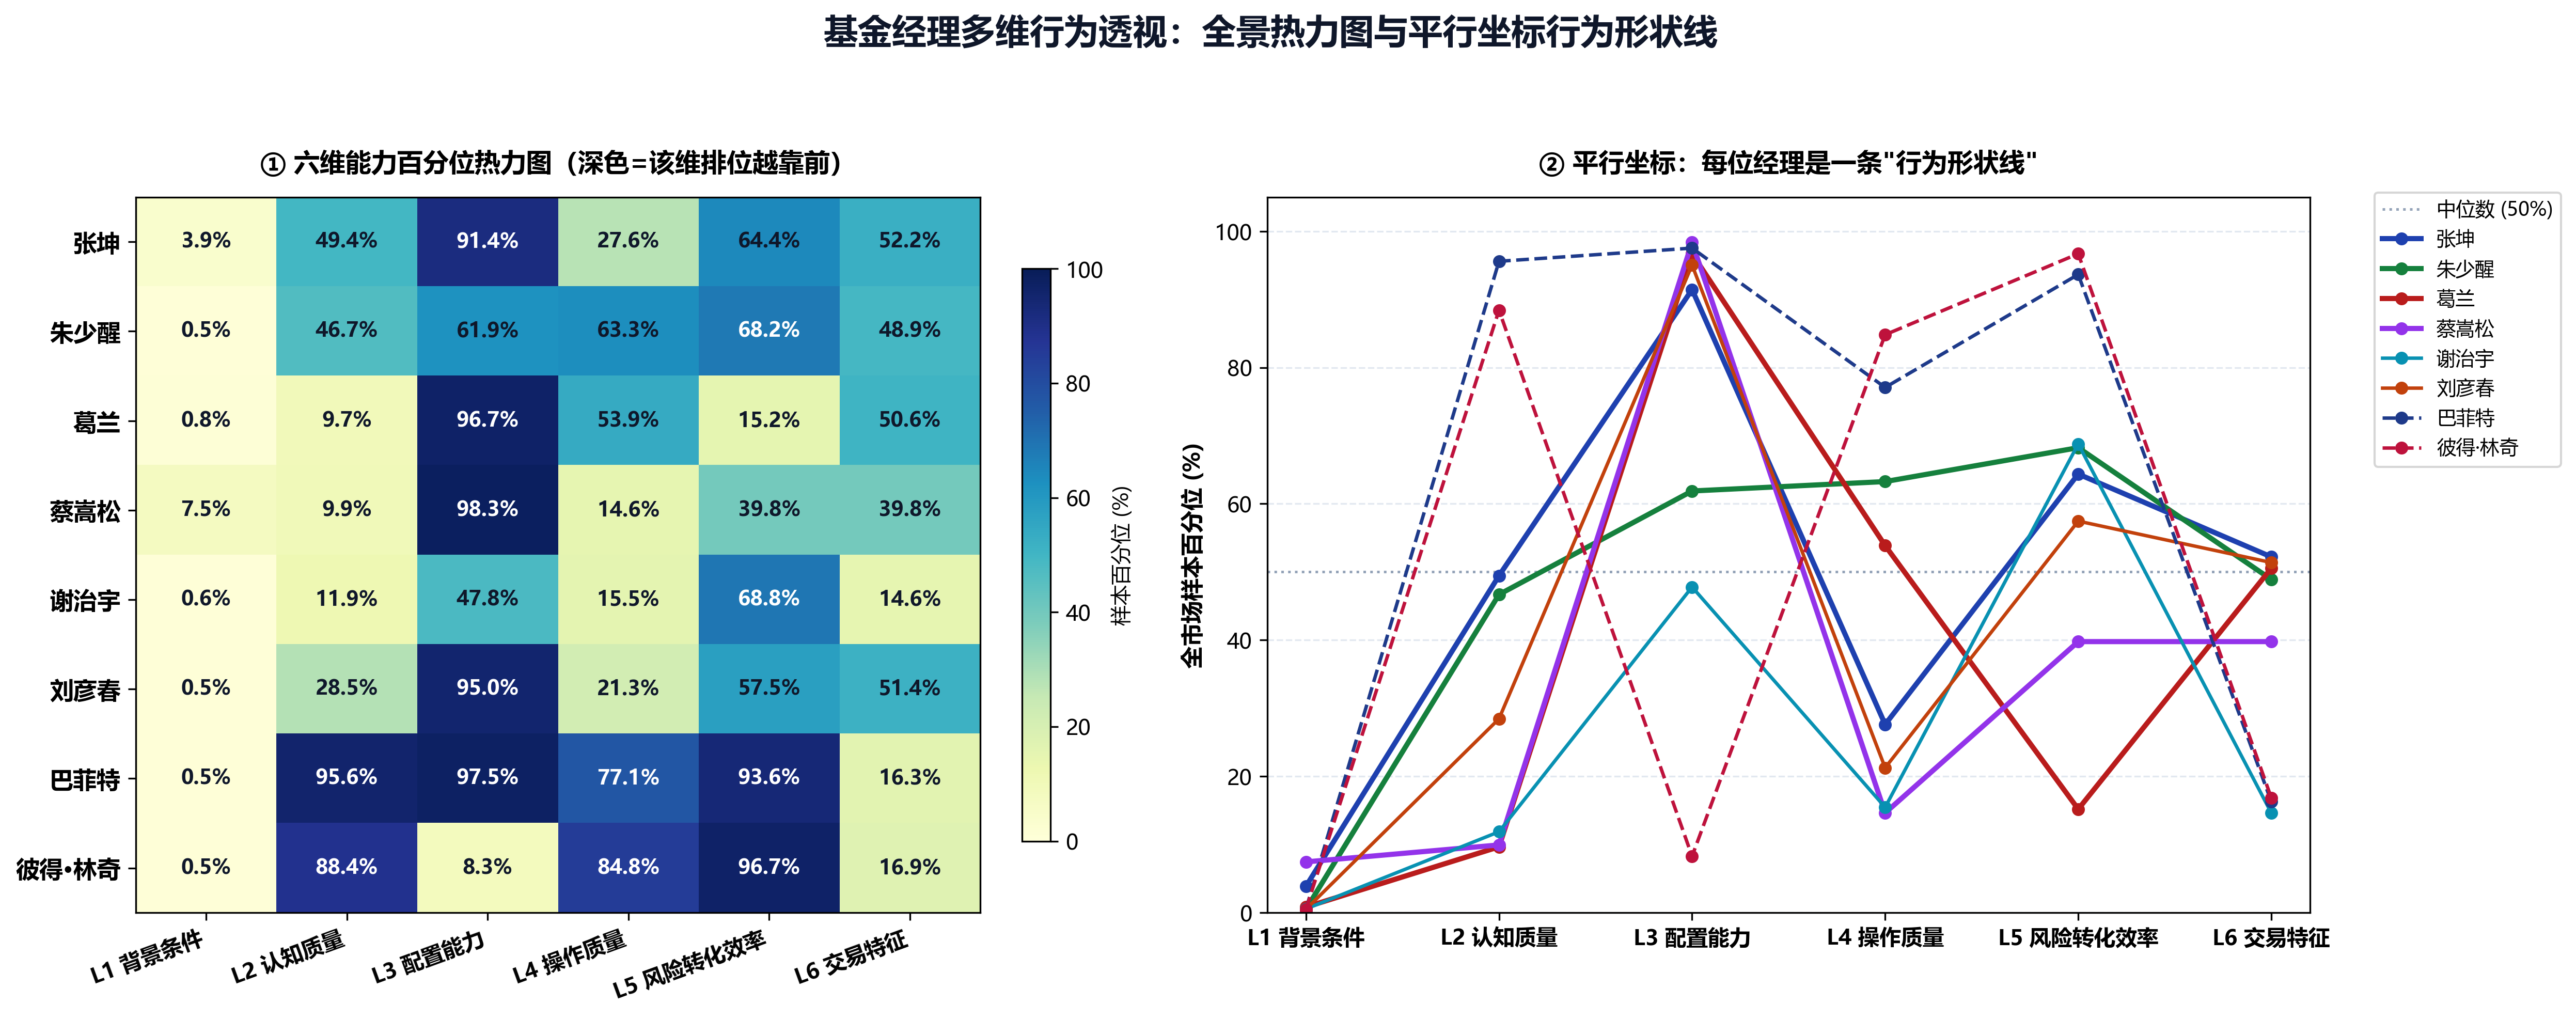 基金经理多维行为透视：全景热力图与平行坐标行为形状线
① 六维能力百分位热力图（深色=该维排位越靠前）
张坤 3.9% 49.4% 91.4% 27.6% 64.4% 52.2%
朱少醒 0.5% 46.7% 61.9% 63.3% 68.2% 48.9%
葛兰 0.8% 9.7% 96.7% 53.9% 15.2% 50.6%
蔡嵩松 7.5% 9.9% 98.3% 14.6% 39.8% 39.8%
谢治宇 0.6% 11.9% 47.8% 15.5% 68.8% 14.6%
刘彦春 0.5% 28.5% 95.0% 21.3% 57.5% 51.4%
巴菲特 0.5% 95.6% 97.5% 77.1% 93.6% 16.3%
彼得·林奇 0.5% 88.4% 8.3% 84.8% 96.7% 16.9%
L1 背景条件 L2 认知质量 L3 配置能力 L4 操作质量 L5 风险转化效率 L6 交易特征
100
80
60
40
20
0
样本百分位 (%)
② 平行坐标：每位经理是一条"行为形状线"
全市场样本百分位 (%)
100
80
60
40
20
0
L1 背景条件 L2 认知质量 L3 配置能力 L4 操作质量 L5 风险转化效率 L6 交易特征
中位数 (50%)
张坤
朱少醒
葛兰
蔡嵩松
谢治宇
刘彦春
巴菲特
彼得·林奇